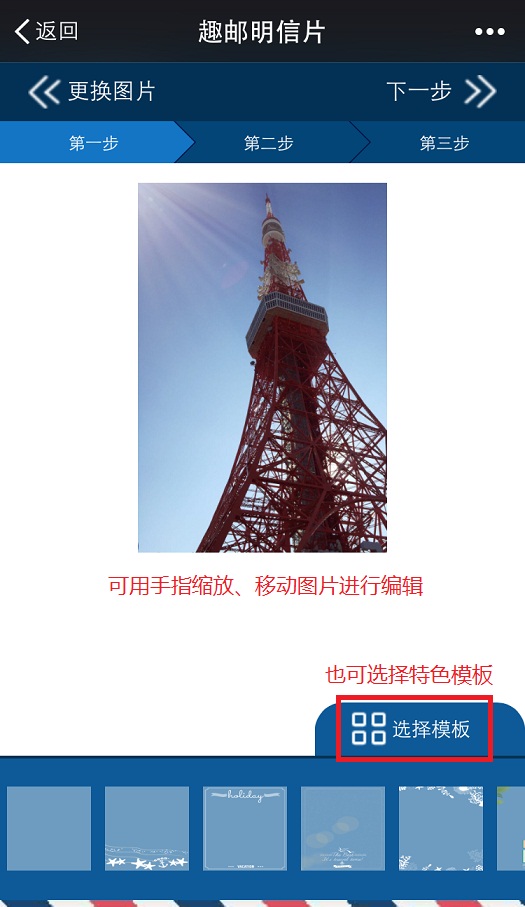 返回
趣邮明信片
更换图片
下一步
第一步
第二步
第三步
可用手指缩放、移动图片进行编辑
也可选择特色模板
选择模板
holiday